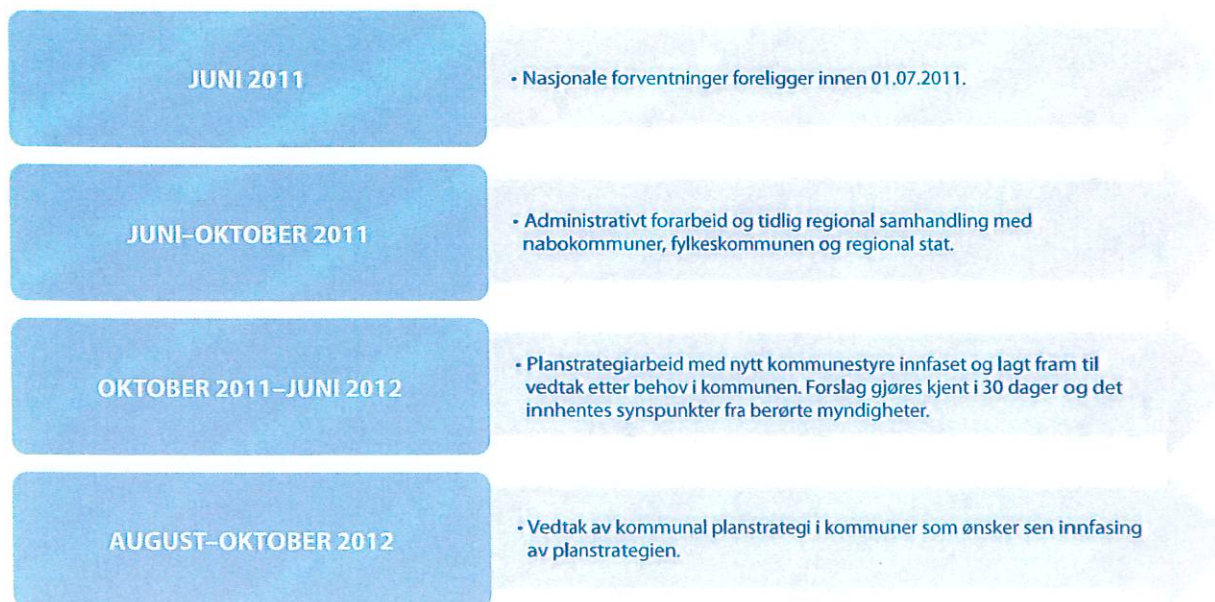 JUNI 2011
• Nasjonale forventninger foreligger innen 01.07.2011.
JUNI–OKTOBER 2011
• Administrativt forarbeid og tidlig regional samhandling med
nabokommuner, fylkeskommunen og regional stat.
OKTOBER 2011–JUNI 2012
• Planstrategiarbeid med nytt kommunestyre innfaset og lagt fram til
vedtak etter behov i kommunen. Forslag gjøres kjent i 30 dager og det
innhentes synspunkter fra berørte myndigheter.
AUGUST–OKTOBER 2012
• Vedtak av kommunal planstrategi i kommuner som ønsker sen innfasing
av planstrategien.